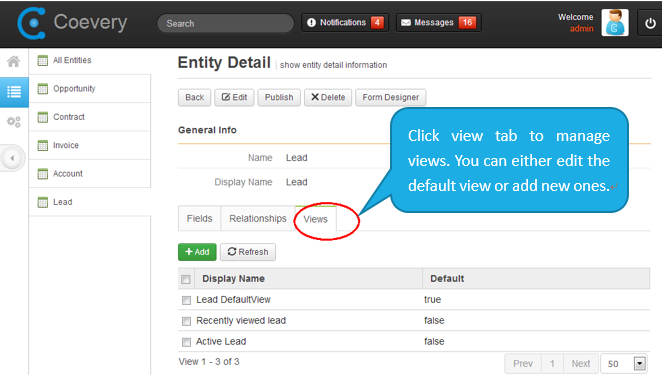 Coevery
Search
Notifications 4
Messages 16
Welcome
admin
All Entities
Opportunity
Contract
Invoice
Account
Lead
Entity Detail | show entity detail information
Back
Edit
Publish
Delete
Form Designer
General Info
Name Lead
Display Name Lead
Click view tab to manage
views. You can either edit the
default view or add new ones.
Fields
Relationships
Views
Add
Refresh
Display Name Default
Lead DefaultView true
Recently viewed lead false
Active Lead false
View 1 - 3 of 3
Prev 1 Next 50